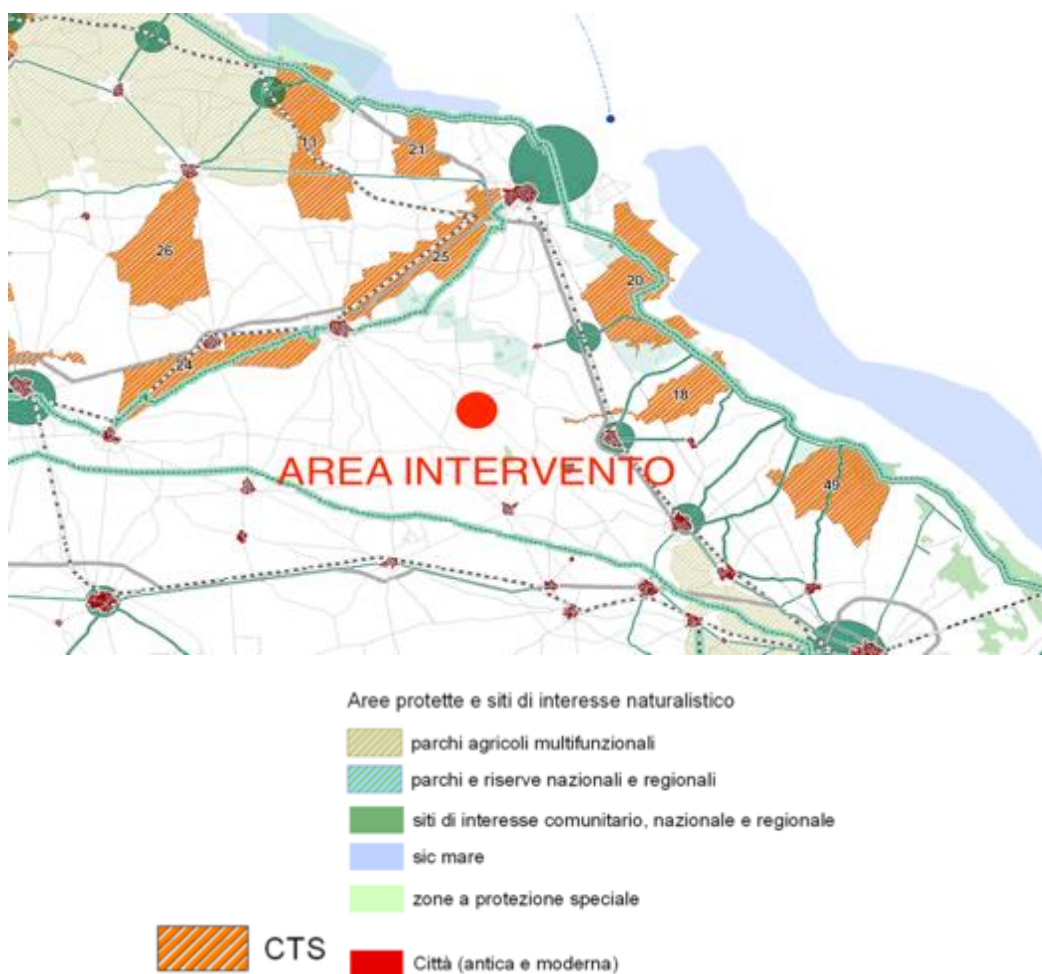 11
21
26
25
20
24
18
AREA INTERVENTO
49
Aree protette e siti di interesse naturalistico
parchi agricoli multifunzionali
parchi e riserve nazionali e regionali
siti di interesse comunitario, nazionale e regionale
sic mare
zone a protezione speciale
CTS
Città (antica e moderna)